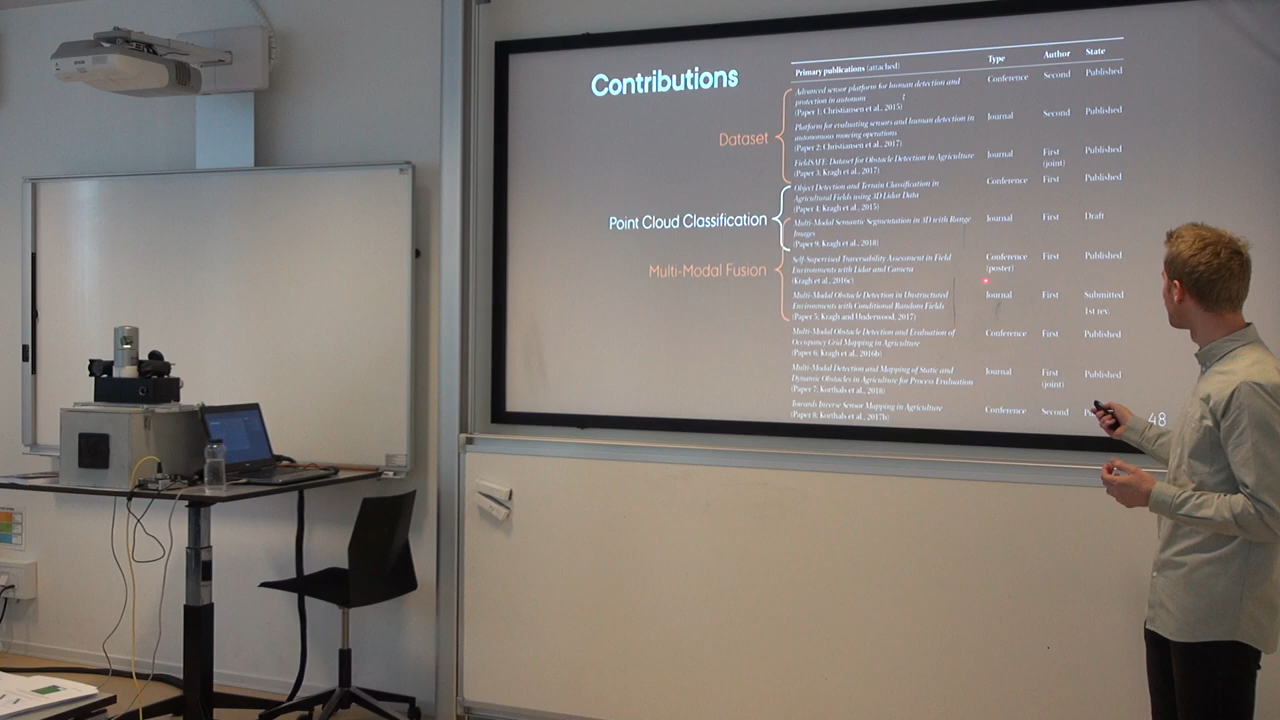 Contributions
Primary publications (attached) Type Author State
Advanced sensor platform for human detection and Conference Second Published
protection in autonom
(Paper 1: Christiansen et al., 2015)
Platform for evaluating sensors and human detection in Journal Second Published
autonomous mowing operations
(Paper 2: Christiansen et al., 2017)
Dataset
FieldSAFE: Dataset for Obstacle Detection in Agriculture Journal First Published
(Paper 3: Kragh et al., 2017) (joint)
Object Detection and Terrain Classification in Conference First Published
Agricultural Fields using 3D Lidar Data
(Paper 4: Kragh et al., 2015)
Point Cloud Classification
Multi-Modal Semantic Segmentation in 3D with Range Journal First Draft
Images
(Paper 9: Kragh et al., 2018)
Self-Supervised Traversability Assessment in Field Conference First Published
Environments with Lidar and Camera (poster)
(Kragh et al., 2016c)
Multi-Modal Fusion
Multi-Modal Obstacle Detection in Unstructured Journal First Submitted
Environments with Conditional Random Fields 1st rev.
(Paper 5: Kragh and Underwood, 2017)
Multi-Modal Obstacle Detection and Evaluation of Conference First Published
Occupancy Grid Mapping in Agriculture
(Paper 6: Kragh et al., 2016b)
Multi-Modal Detection and Mapping of Static and Journal First Published
Dynamic Obstacles in Agriculture for Process Evaluation (joint)
(Paper 7: Korthals et al., 2018)
Towards Inverse Sensor Mapping in Agriculture Conference Second
(Paper 8: Korthals et al., 2017b)
48